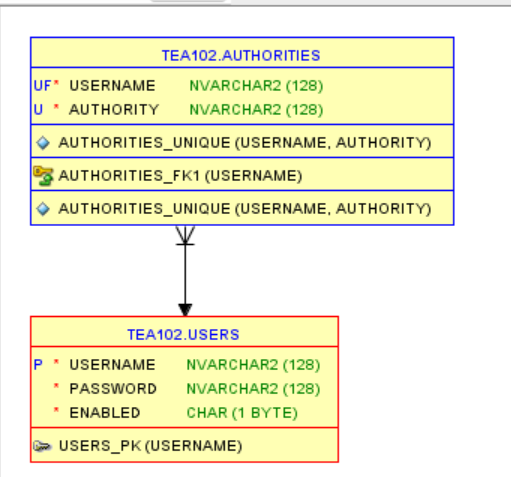 TEA102.AUTHORITIES
UF* USERNAME NVARCHAR2 (128)
U * AUTHORITY NVARCHAR2 (128)
AUTHORITIES_UNIQUE (USERNAME, AUTHORITY)
AUTHORITIES_FK1 (USERNAME)
AUTHORITIES_UNIQUE (USERNAME, AUTHORITY)
TEA102.USERS
P * USERNAME NVARCHAR2 (128)
* PASSWORD NVARCHAR2 (128)
* ENABLED CHAR (1 BYTE)
USERS_PK (USERNAME)